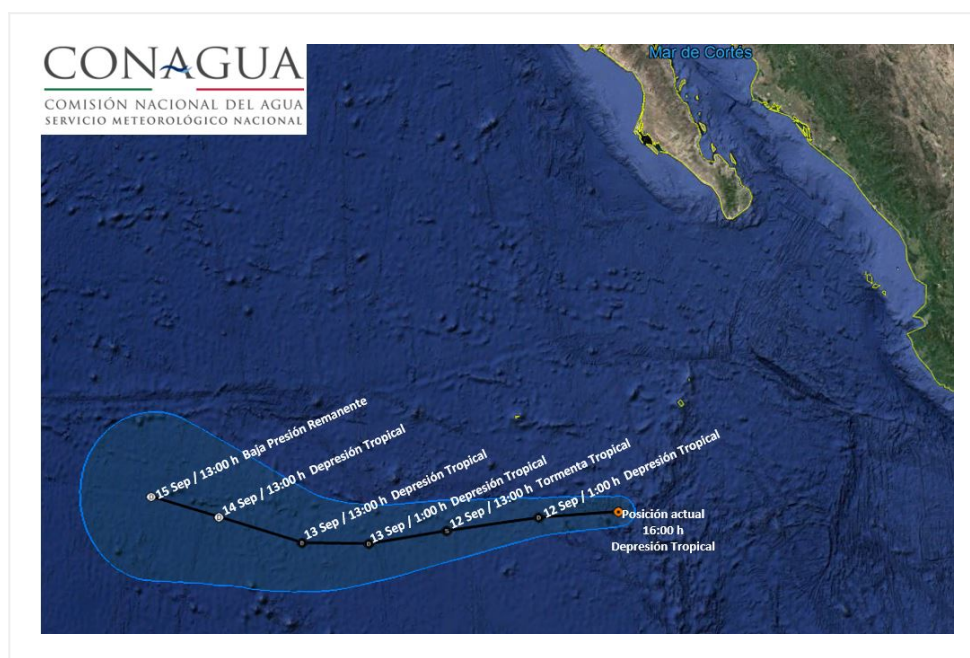 CONAGUA
COMISIÓN NACIONAL DEL AGUA
SERVICIO METEOROLÓGICO NACIONAL
Mar de Cortés
15 Sep / 13:00 h Baja Presión Remanente
14 Sep / 13:00 h Depresión Tropical
13 Sep / 13:00 h Depresión Tropical
13 Sep / 1:00 h Depresión Tropical
12 Sep / 13:00 h Tormenta Tropical
12 Sep / 1:00 h Depresión Tropical
Posición actual
16:00 h
Depresión Tropical